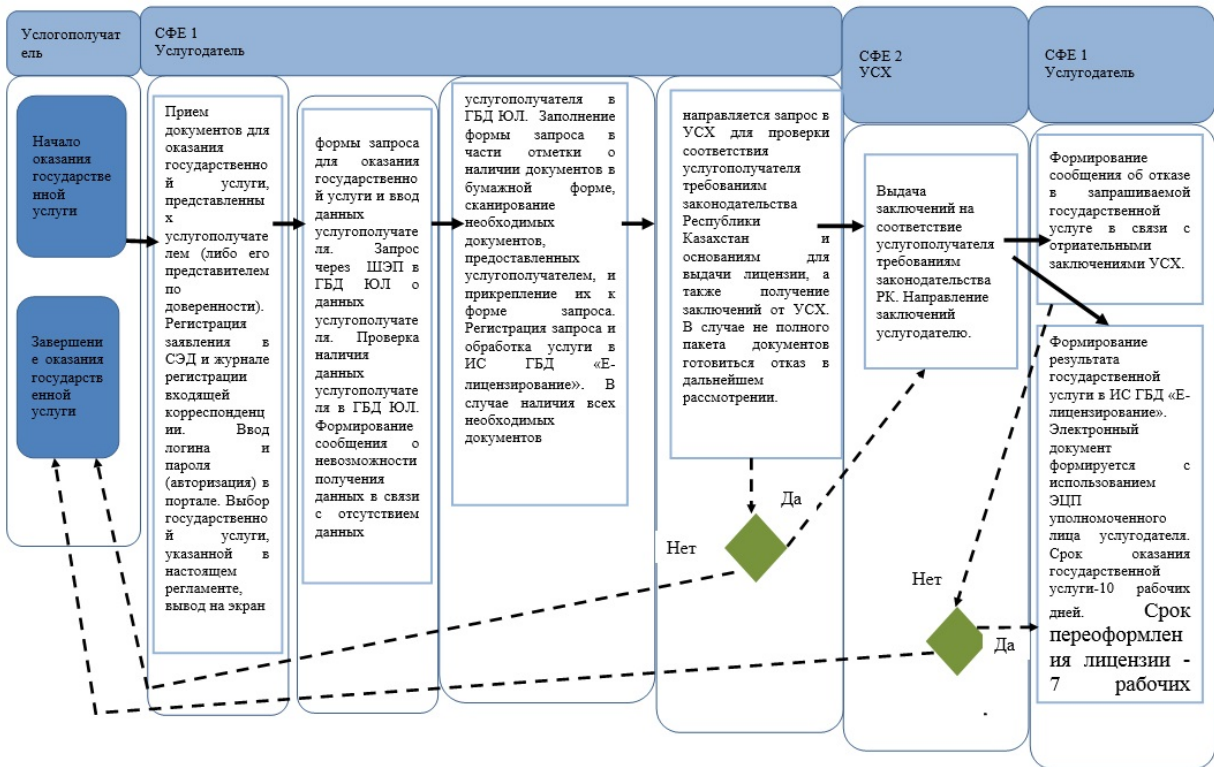 Услогополучат
ель
СФЕ 1
Услугодатель
СФЕ 2
УСХ
СФЕ 1
Услугодатель
Начало
оказания
государстве
нной
услуги
Завершени
е оказания
государств
енной
услуги
Прием
документов для
оказания
государственно
й услуги,
представленны
х
услугополучате
лем (либо его
представителем
по
доверенности).
Регистрация
заявления в
СЭД и журнале
регистрации
входящей
корреспонденц
ии. Ввод
логина и
пароля
(авторизация) в
портале. Выбор
государственно
й услуги,
указанной в
настоящем
регламенте,
вывод на экран
формы запроса
для оказания
государственно
й услуги и ввод
данных
услугополучате
ля. Запрос
через ШЭП в
ГБД ЮЛ о
данных
услугополучате
ля. Проверка
наличия
данных
услугополучате
ля в ГБД ЮЛ.
Формирование
сообщения о
невозможности
получения
данных в связи
с отсутствием
данных
услугополучателя в
ГБД ЮЛ. Заполнение
формы запроса в
части отметки о
наличии документов в
бумажной форме,
сканирование
необходимых
документов,
предоставленных
услугополучателем, и
прикрепление их к
форме запроса.
Регистрация запроса и
обработка услуги в
ИС ГБД «Е-
лицензирование». В
случае наличия всех
необходимых
документов
направляется запрос в
УСХ для проверки
соответствия
услугополучателя
требованиям
законодательства
Республики
Казахстан и
основаниям для
выдачи лицензии, а
также получение
заключений от УСХ.
В случае не полного
пакета документов
готовиться отказ в
дальнейшем
рассмотрении.
Выдача
заключений на
соответствие
услугополучателя
требованиям
законодательства
РК. Направление
заключений
услугодателю.
Формирование
сообщения об отказе
в запрашиваемой
государственной
услуге в связи с
отриательными
заключениями УСХ.
Формирование
результата
государственной
услуги в ИС ГБД «Е-
лицензирование».
Электронный
документ
формируется с
использованием
ЭЦП
уполномоченного
лица услугодателя.
Срок оказания
государственной
услуги-10 рабочих
дней. Срок
переоформлен
ия лицензии -
7 рабочих
Да
Нет
Нет
Да